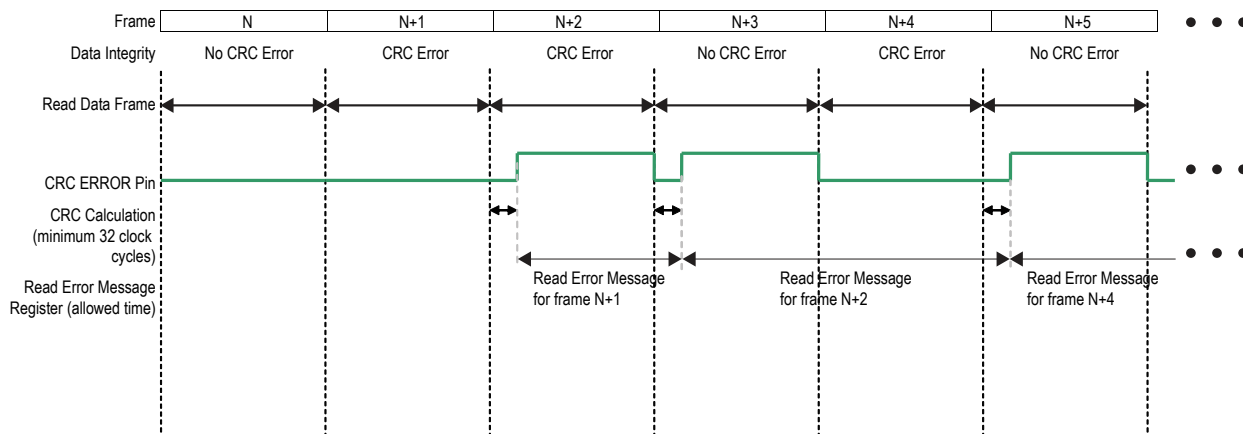 Frame N N+1 N+2 N+3 N+4 N+5
Data Integrity No CRC Error CRC Error CRC Error No CRC Error CRC Error No CRC Error
Read Data Frame
CRC ERROR Pin
CRC Calculation
(minimum 32 clock
cycles)
Read Error Message
Register (allowed time)
Read Error Message
for frame N+1
Read Error Message
for frame N+2
Read Error Message
for frame N+4